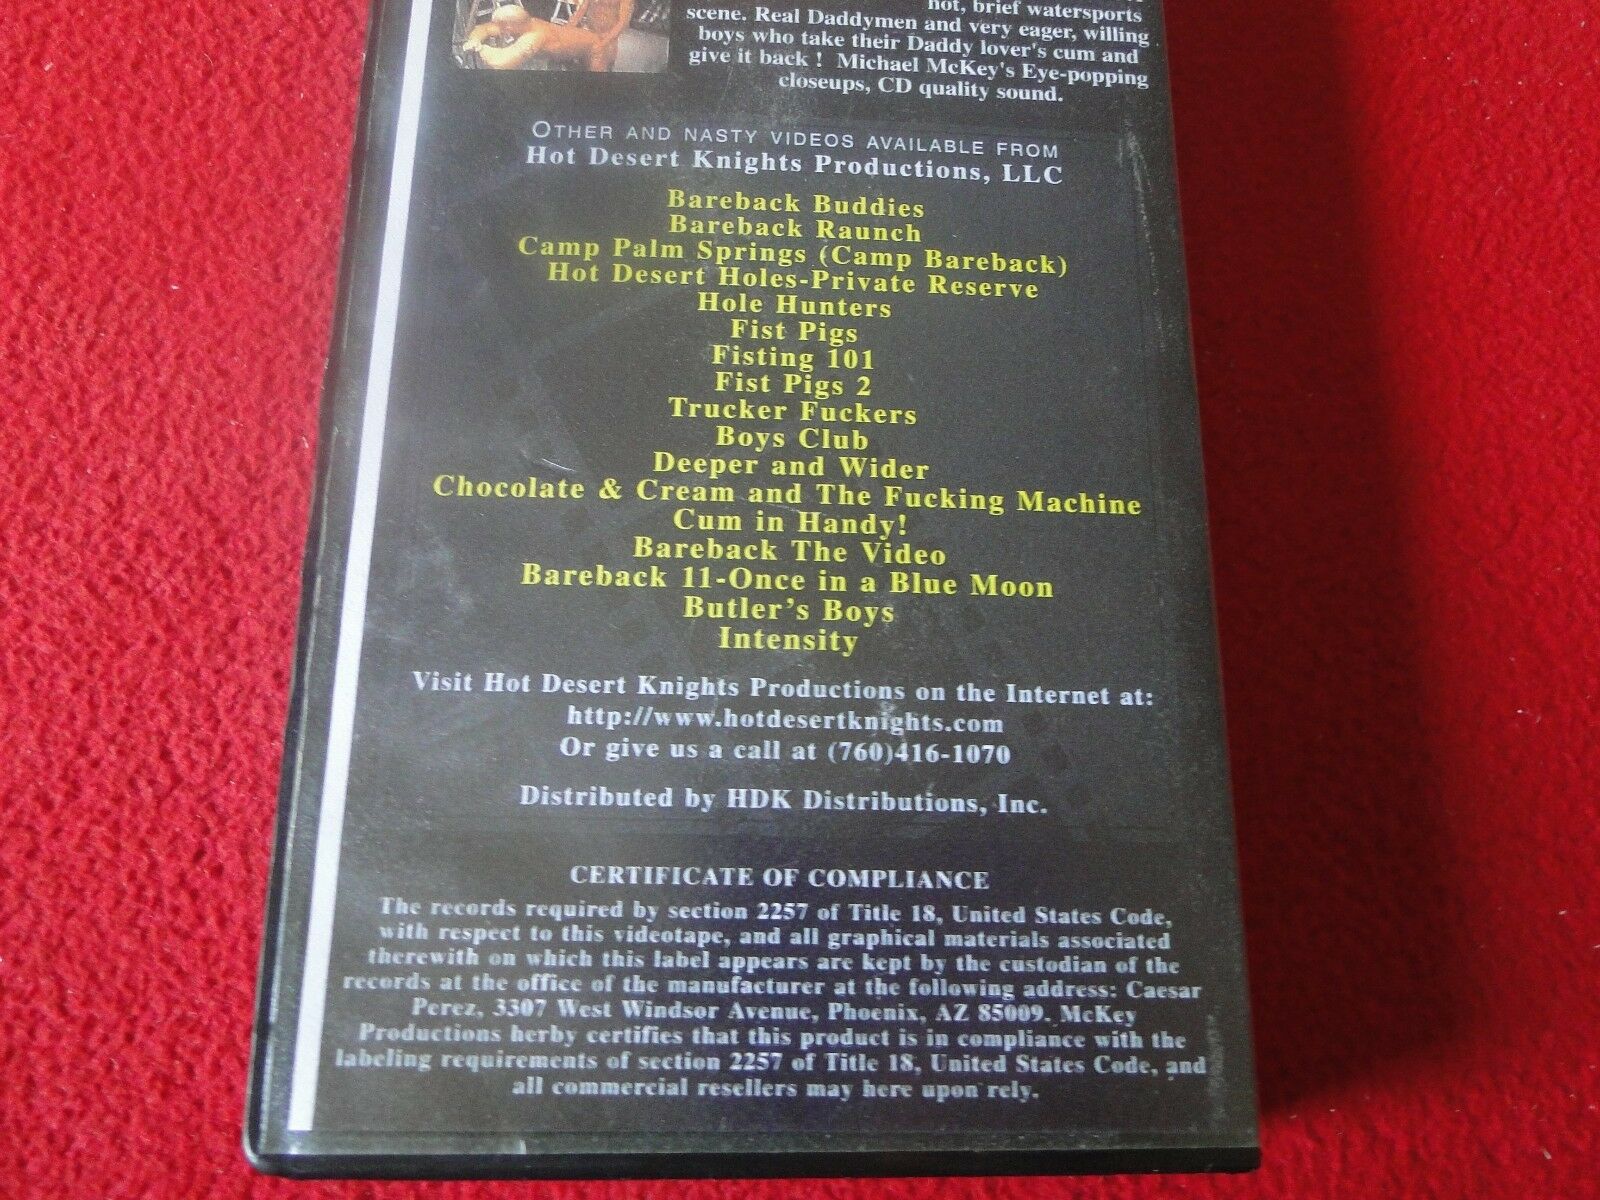 hot, brief watersports
scene. Real Daddymen and very eager, willing
boys who take their Daddy lover's cum and
give it back ! Michael McKey's Eye-popping
closeups, CD quality sound.
OTHER AND NASTY VIDEOS AVAILABLE FROM
Hot Desert Knights Productions, LLC
Bareback Buddies
Bareback Raunch
Camp Palm Springs (Camp Bareback)
Hot Desert Holes-Private Reserve
Hole Hunters
Fist Pigs
Fisting 101
Fist Pigs 2
Trucker Fuckers
Boys Club
Deeper and Wider
Chocolate & Cream and The Fucking Machine
Cum in Handy!
Bareback The Video
Bareback 11-Once in a Blue Moon
Butler's Boys
Intensity
Visit Hot Desert Knights Productions on the Internet at:
http://www.hotdesertknights.com
Or give us a call at (760)416-1070
Distributed by HDK Distributions, Inc.
CERTIFICATE OF COMPLIANCE
The records required by section 2257 of Title 18, United States Code,
with respect to this videotape, and all graphical materials associated
therewith on which this label appears are kept by the custodian of the
records at the office of the manufacturer at the following address: Caesar
Perez, 3307 West Windsor Avenue, Phoenix, AZ 85009. McKey
Productions herby certifies that this product is in compliance with the
labeling requirements of section 2257 of Title 18, United States Code, and
all commercial resellers may here upon rely.